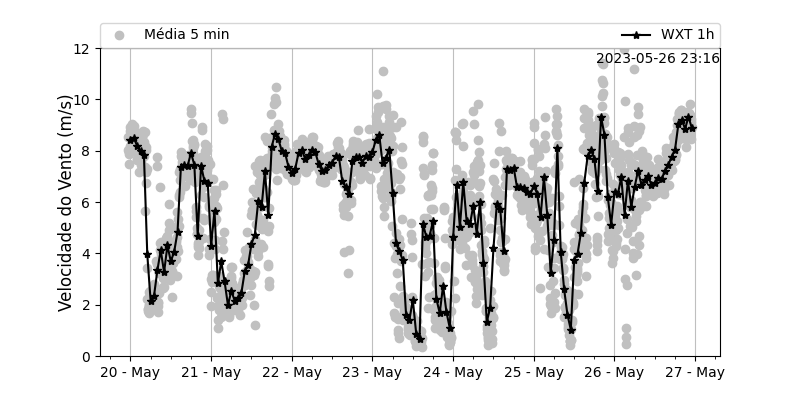 Média 5 min
WXT 1h
2023-05-26 23:16
Velocidade do Vento (m/s)
12
10
8
6
4
2
0
20 - May
21 - May
22 - May
23 - May
24 - May
25 - May
26 - May
27 - May